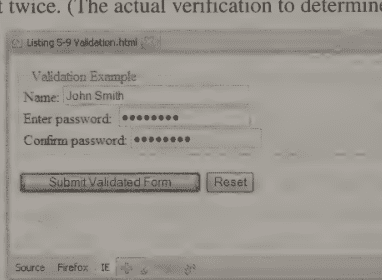 t twice. (The actual verification to determine
Listing 5-9 Validation.html
Validation Example
Name: John Smith
Enter password: ••••••••
Confirm password: ••••••••
Submit Validated Form Reset
Source Firefox IE